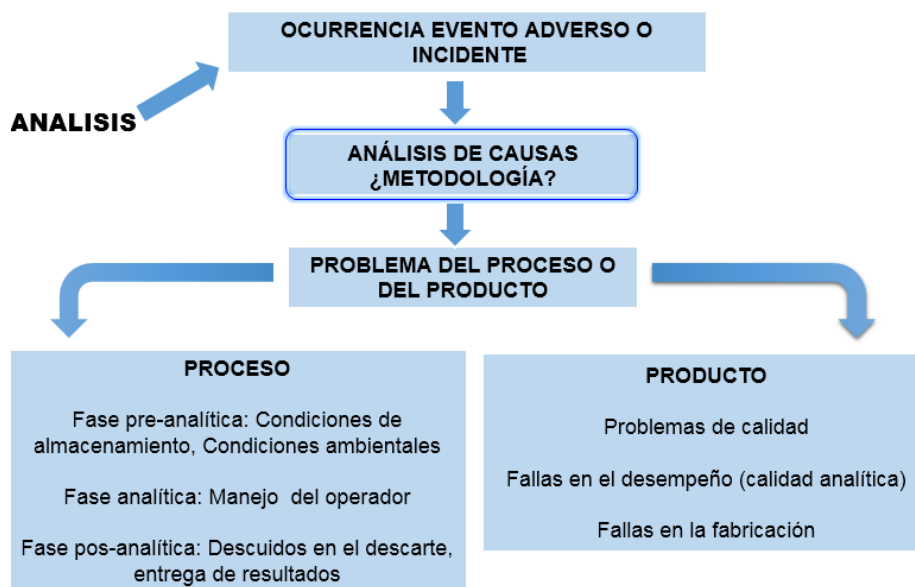 OCURRENCIA EVENTO ADVERSO O
INCIDENTE
ANALISIS
ANÁLISIS DE CAUSAS
¿METODOLOGÍA?
PROBLEMA DEL PROCESO O
DEL PRODUCTO
PROCESO
Fase pre-analítica: Condiciones de
almacenamiento, Condiciones ambientales
Fase analítica: Manejo del operador
Fase pos-analítica: Descuidos en el descarte,
entrega de resultados
PRODUCTO
Problemas de calidad
Fallas en el desempeño (calidad analítica)
Fallas en la fabricación